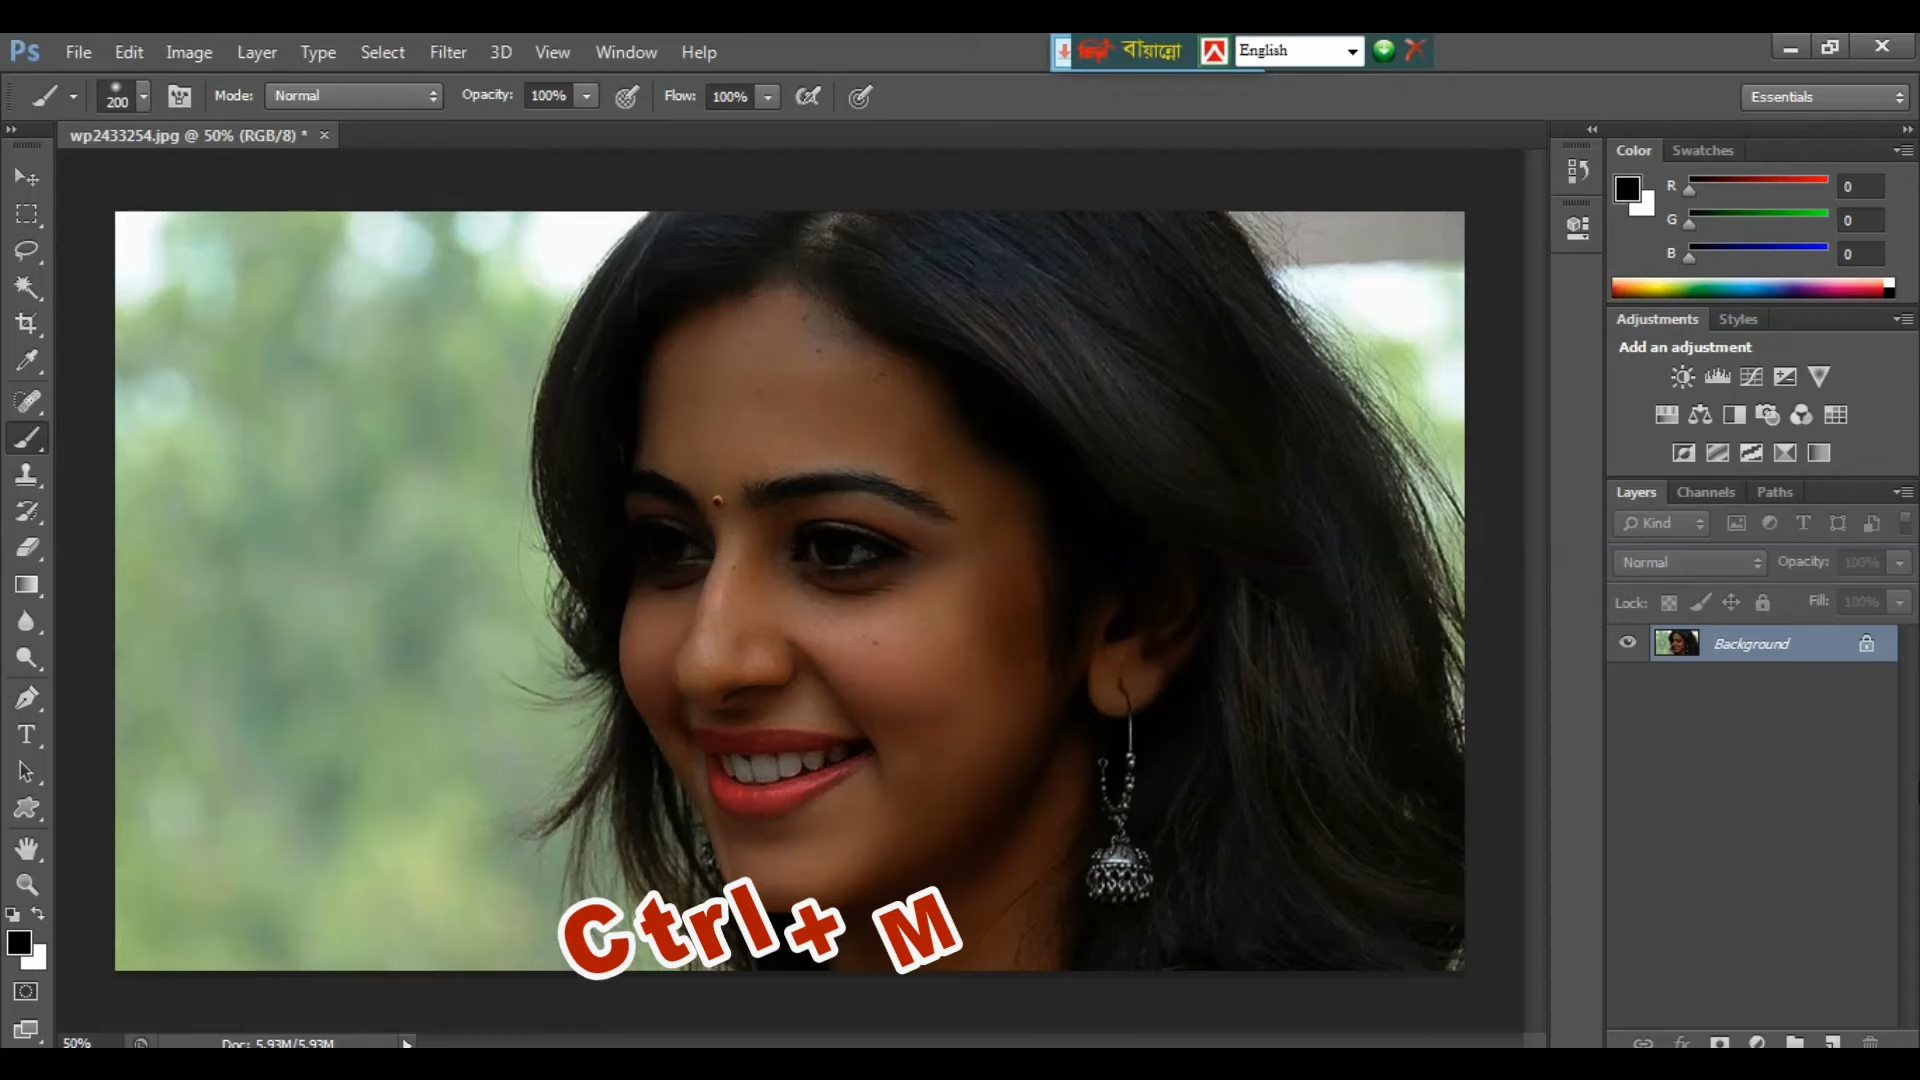 Ps File Edit Image Layer Type Select Filter 3D View Window Help
বায়ান্নো English
200 Mode: Normal Opacity: 100% Flow: 100% Essentials
wp2433254.jpg @ 50% (RGB/8) * ×
Color Swatches
R 0
G 0
B 0
Adjustments Styles
Add an adjustment
Layers Channels Paths
Kind
Normal Opacity: 100%
Lock: Fill: 100%
Background
Ctrl+ M
50% Doc: 5.93M/5.93M